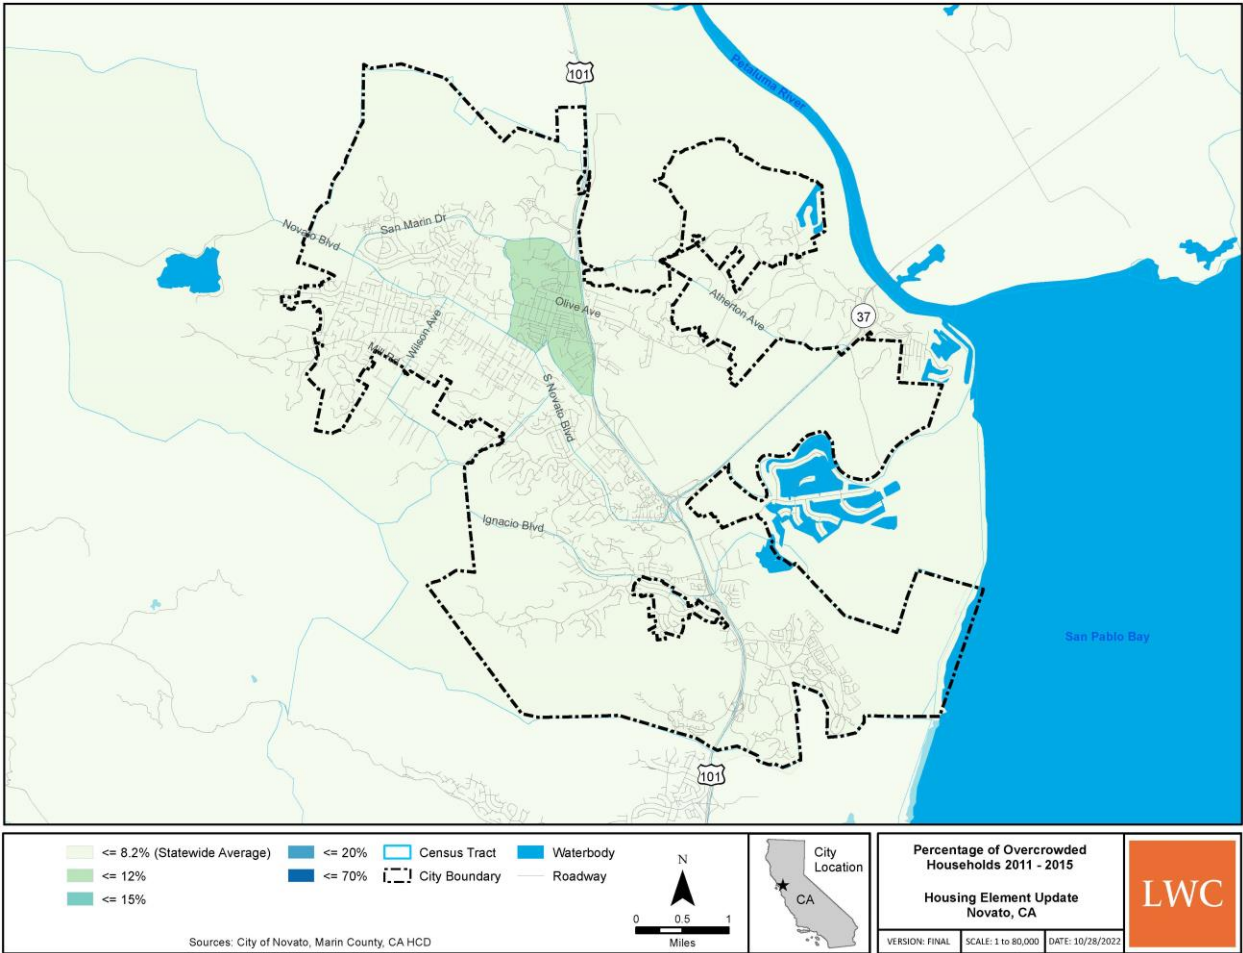 101
Petaluma River
Novato Blvd
San Marin Dr
Olive Ave
Atherton Ave
37
Wilson Ave
Mill Rd
S Novato Blvd
Ignacio Blvd
San Pablo Bay
101
<= 8.2% (Statewide Average)
<= 12%
<= 15%
<= 20%
<= 70%
Census Tract
City Boundary
Waterbody
Roadway
Sources: City of Novato, Marin County, CA HCD
N
0 0.5 1
Miles
City
Location
CA
Percentage of Overcrowded
Households 2011 - 2015
Housing Element Update
Novato, CA
VERSION: FINAL
SCALE: 1 to 80,000
DATE: 10/28/2022
LWC